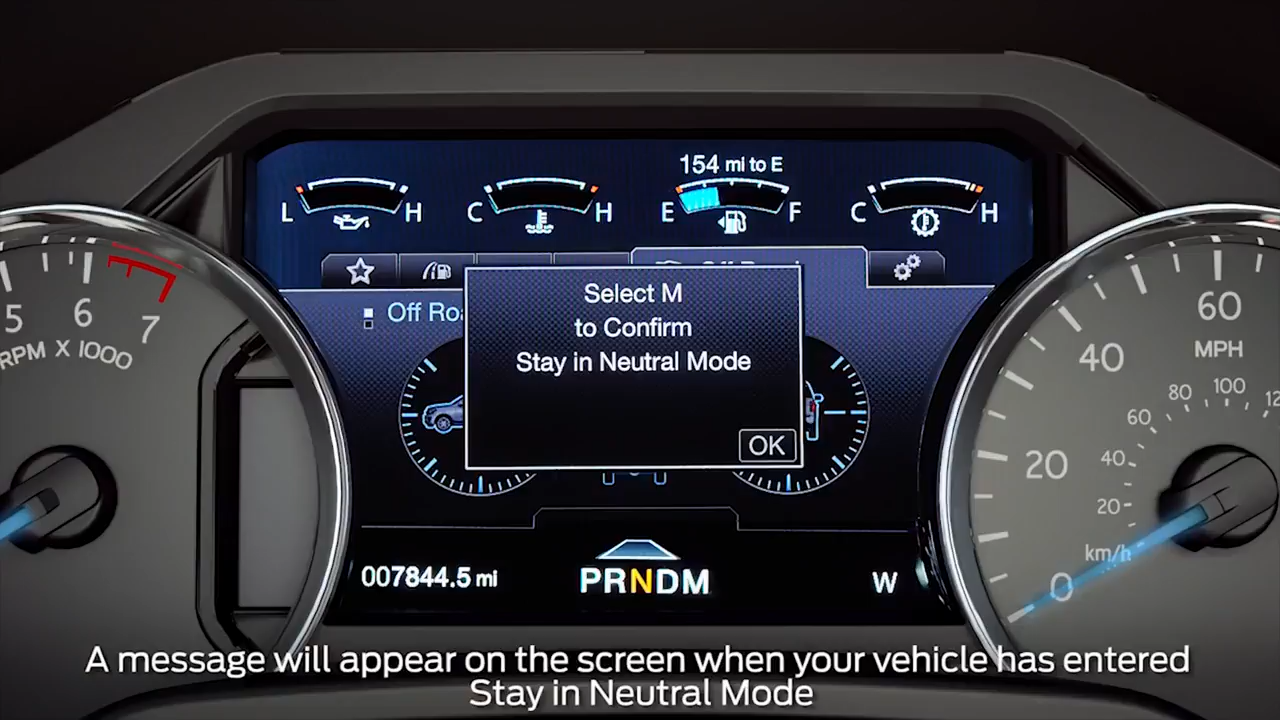 154 mi to E
L H C H E F C H
Off Roa
Select M
to Confirm
Stay in Neutral Mode
OK
5 6 7
RPM X 1000
60
MPH
40
20
0
80 100
60
40
20
km/h
007844.5 mi
PRNDM
W
A message will appear on the screen when your vehicle has entered
Stay in Neutral Mode